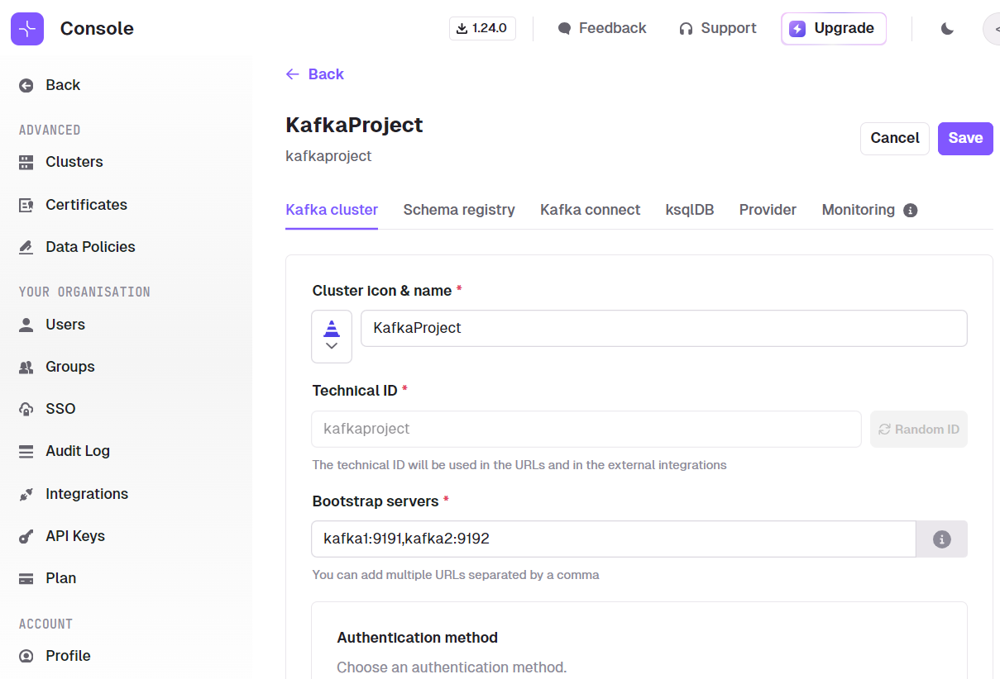 Console
1.24.0
Feedback
Support
Upgrade
Back
ADVANCED
Clusters
Certificates
Data Policies
YOUR ORGANISATION
Users
Groups
SSO
Audit Log
Integrations
API Keys
Plan
ACCOUNT
Profile
Back
KafkaProject
kafkaproject
Cancel
Save
Kafka cluster
Schema registry
Kafka connect
ksqlDB
Provider
Monitoring
Cluster icon & name *
KafkaProject
Technical ID *
kafkaproject
Random ID
The technical ID will be used in the URLs and in the external integrations
Bootstrap servers *
kafka1:9191,kafka2:9192
You can add multiple URLs separated by a comma
Authentication method
Choose an authentication method.